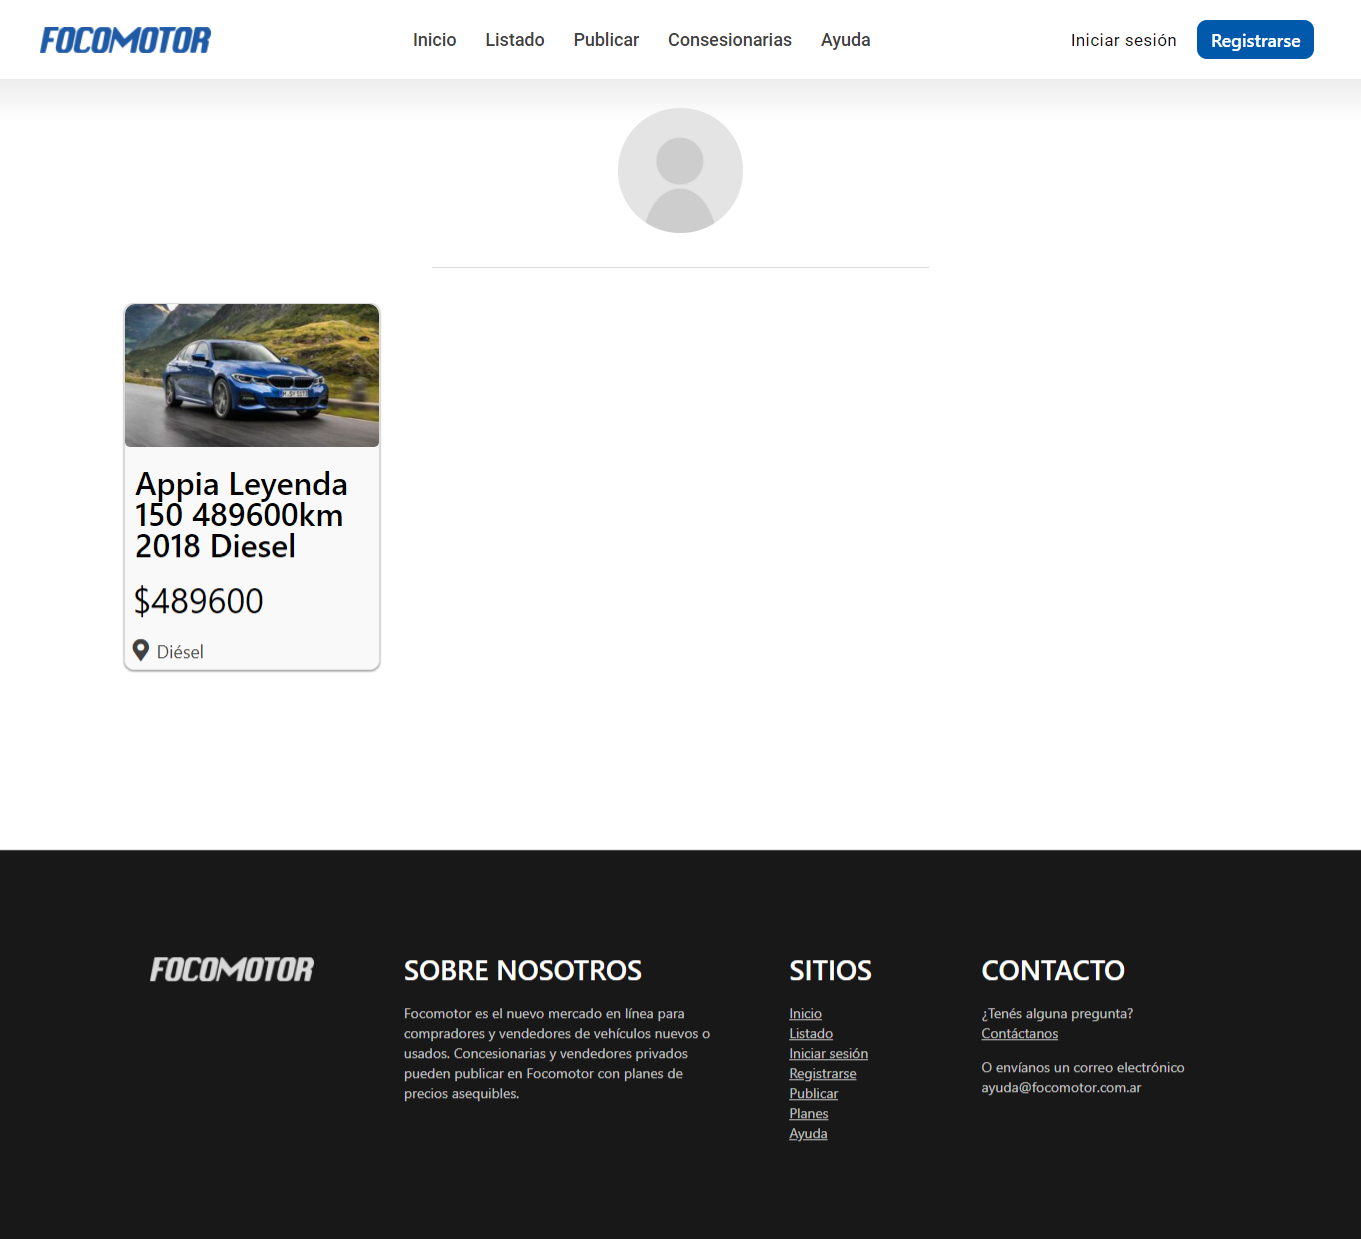 FOCOMOTOR
Inicio
Listado
Publicar
Consesionarias
Ayuda
Iniciar sesión
Registrarse
Appia Leyenda
150 489600km
2018 Diesel
$489600
Diésel
FOCOMOTOR
SOBRE NOSOTROS
Focomotor es el nuevo mercado en línea para
compradores y vendedores de vehículos nuevos o
usados. Concesionarias y vendedores privados
pueden publicar en Focomotor con planes de
precios asequibles.
SITIOS
Inicio
Listado
Iniciar sesión
Registrarse
Publicar
Planes
Ayuda
CONTACTO
¿Tenés alguna pregunta?
Contáctanos
O envíanos un correo electrónico
ayuda@focomotor.com.ar